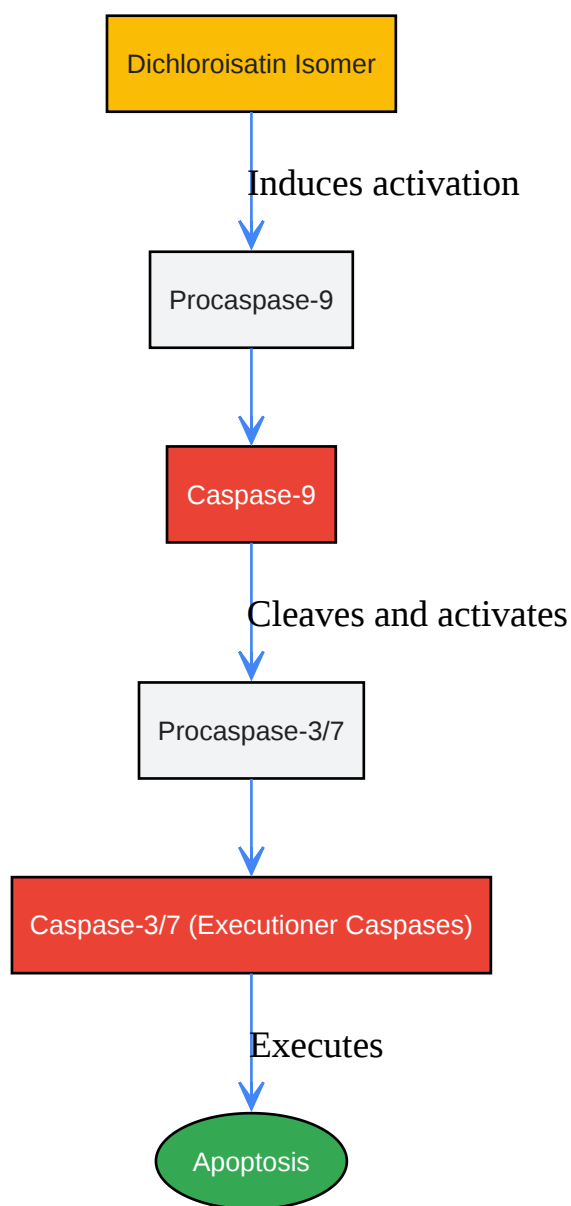 Dichloroisatin Isomer
Induces activation
Procaspase-9
Caspase-9
Cleaves and activates
Procaspase-3/7
Caspase-3/7 (Executioner Caspases)
Executes
Apoptosis